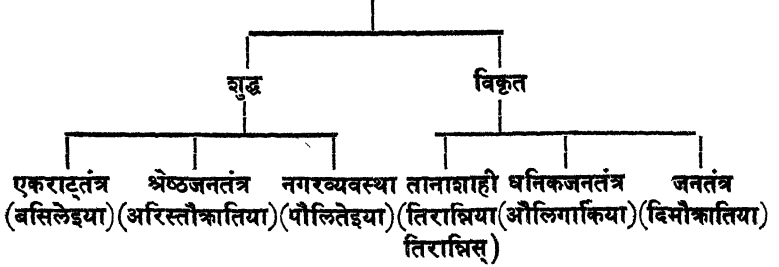 शुद्ध विकृत
एकराट्तंत्र श्रेष्ठजनतंत्र नगरव्यवस्था तानाशाही धनिकजनतंत्र जनतंत्र
(बसिलेइया) (अरिस्तौक्रातिया) (पौलितेइया) (तिरान्निया (औलिगार्किया) (दिमौक्रातिया)
तिरान्निस्)